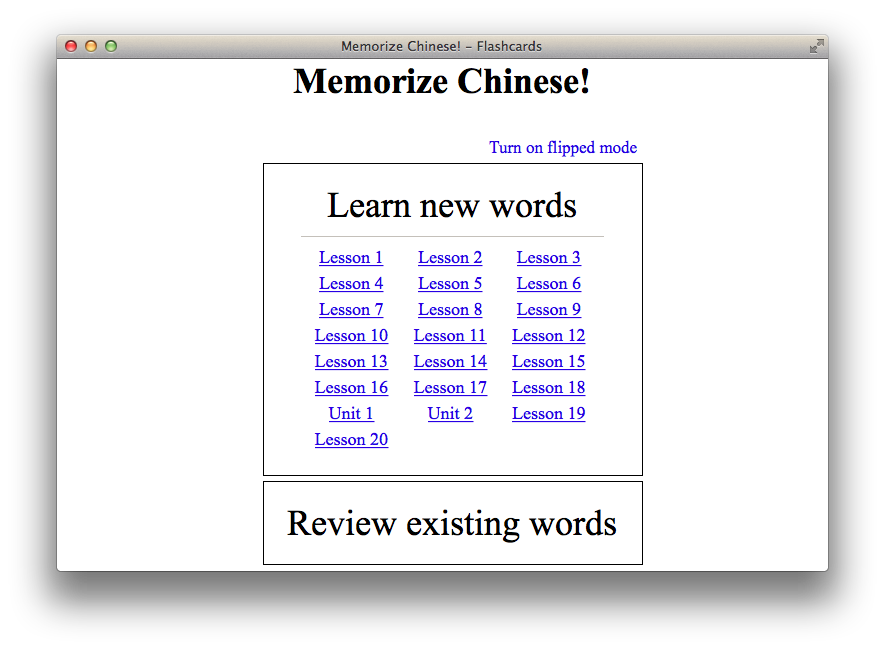 Memorize Chinese! – Flashcards
Memorize Chinese!
Turn on flipped mode
Learn new words
Lesson 1 Lesson 2 Lesson 3
Lesson 4 Lesson 5 Lesson 6
Lesson 7 Lesson 8 Lesson 9
Lesson 10 Lesson 11 Lesson 12
Lesson 13 Lesson 14 Lesson 15
Lesson 16 Lesson 17 Lesson 18
Unit 1 Unit 2 Lesson 19
Lesson 20
Review existing words